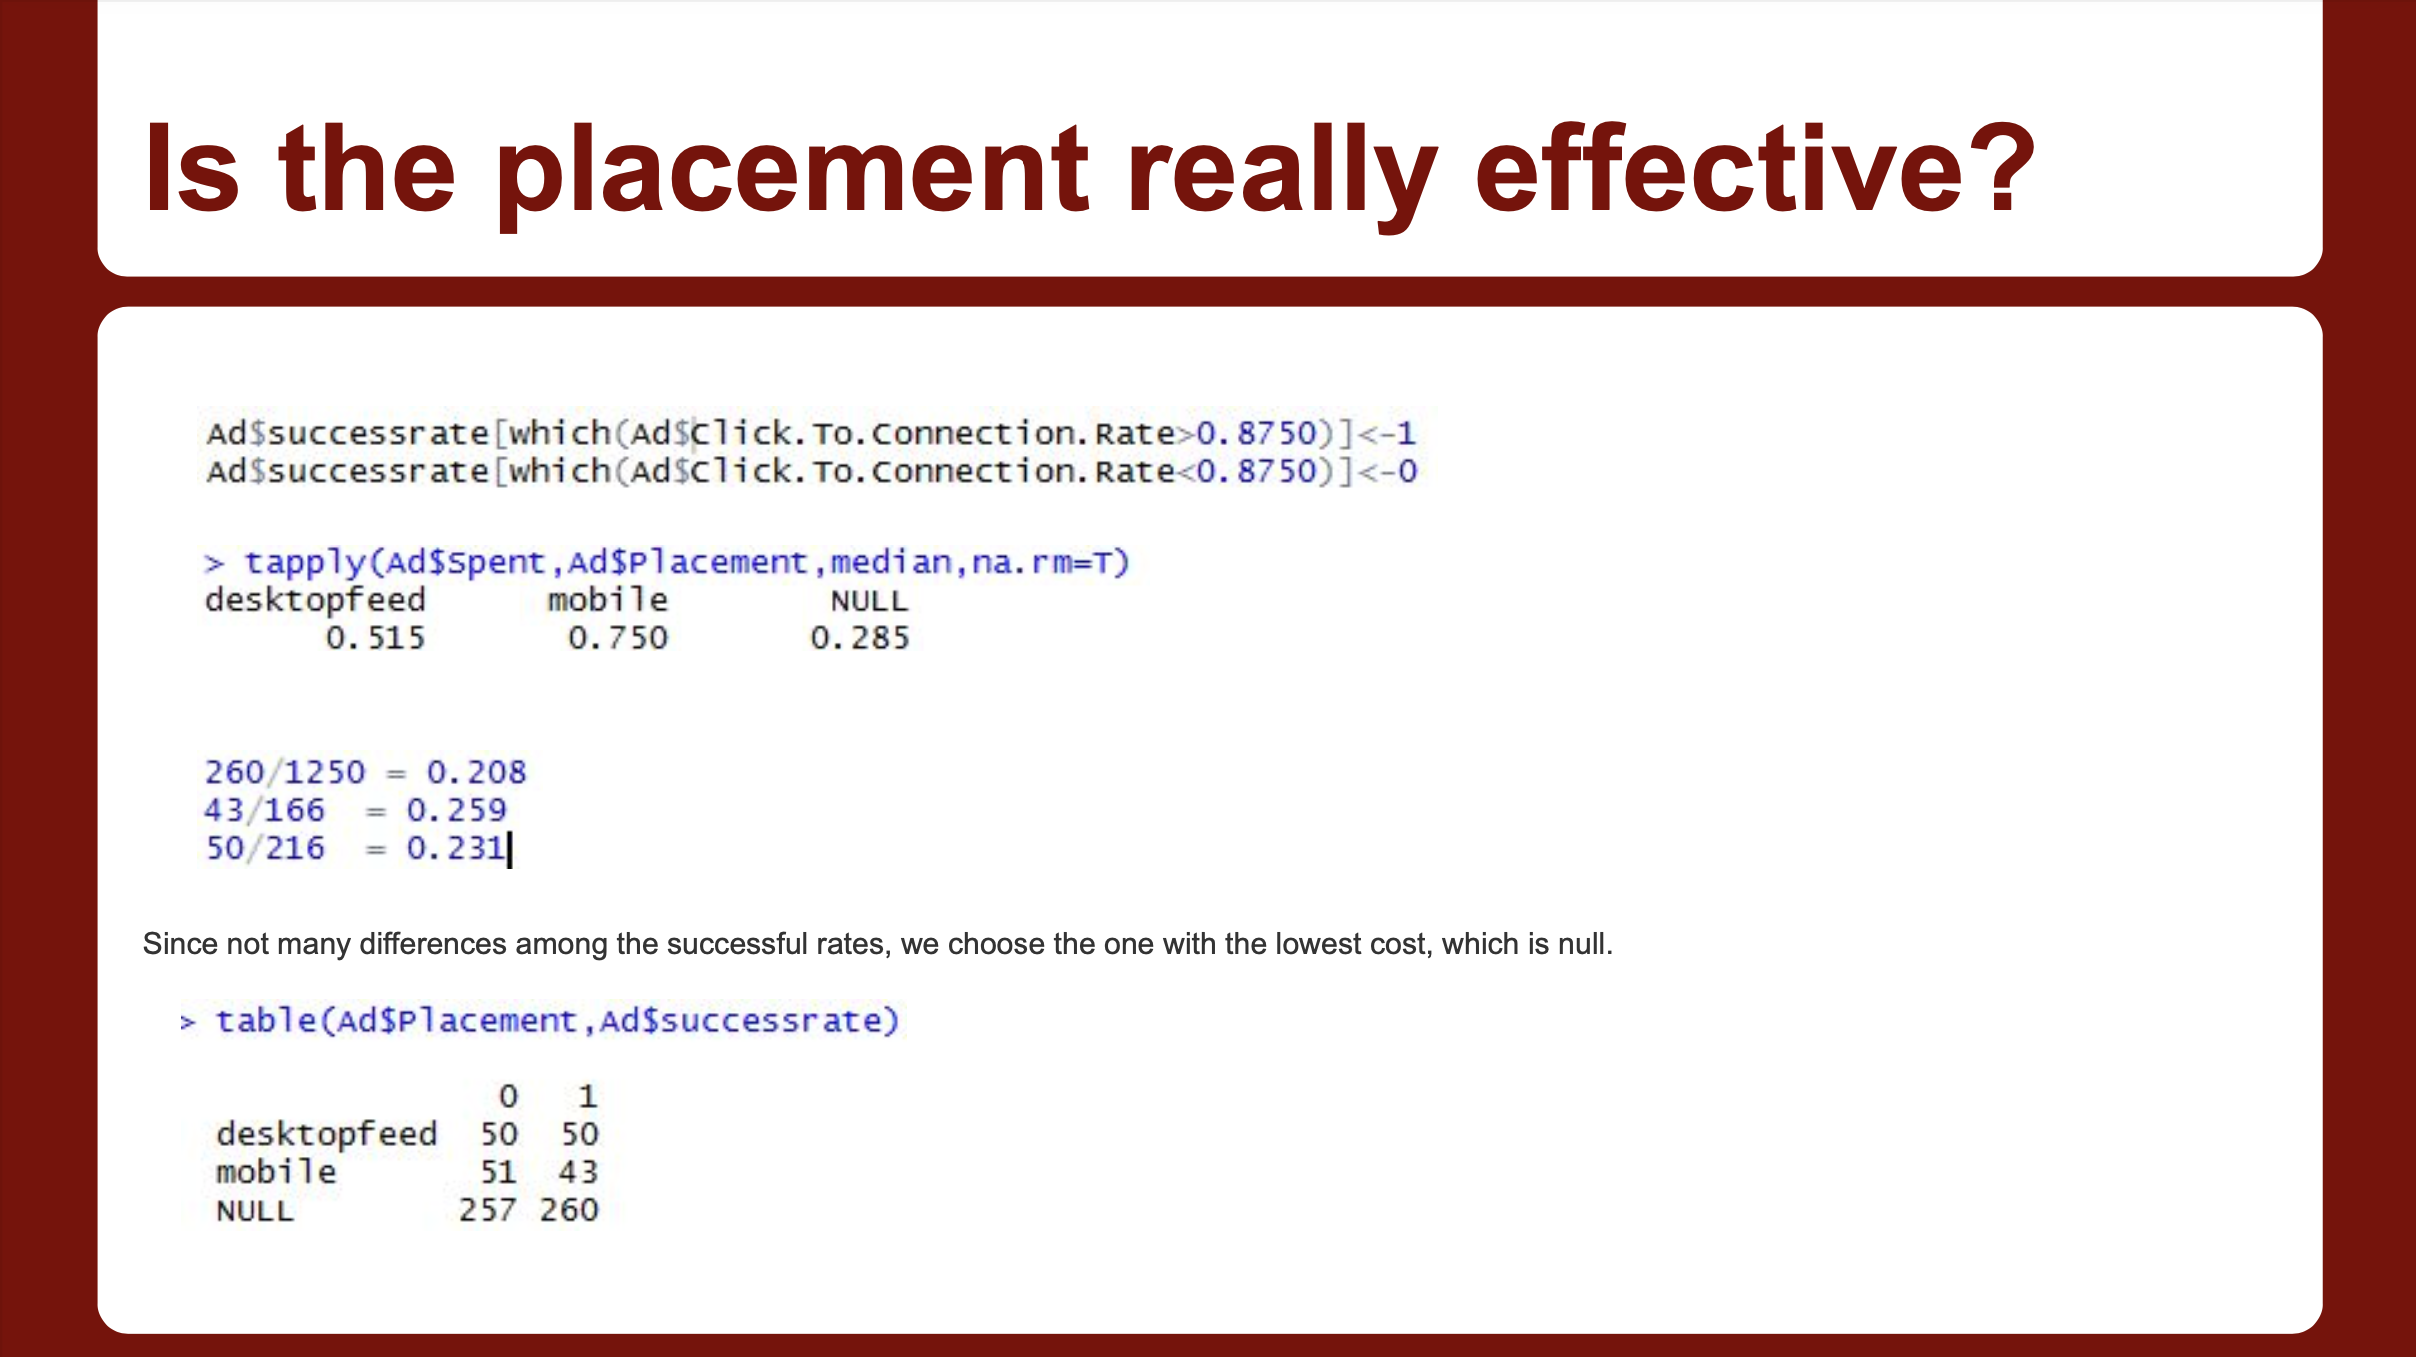 Is the placement really effective?
Ad$successrate[which(Ad$Click.To.Connection.Rate>0.8750)]<-1
Ad$successrate[which(Ad$Click.To.Connection.Rate<0.8750)]<-0
> tapply(Ad$Spent,Ad$Placement,median,na.rm=T)
desktopfeed mobile NULL
0.515 0.750 0.285
260/1250 = 0.208
43/166 = 0.259
50/216 = 0.231
Since not many differences among the successful rates, we choose the one with the lowest cost, which is null.
> table(Ad$Placement,Ad$successrate)
0 1
desktopfeed 50 50
mobile 51 43
NULL 257 260